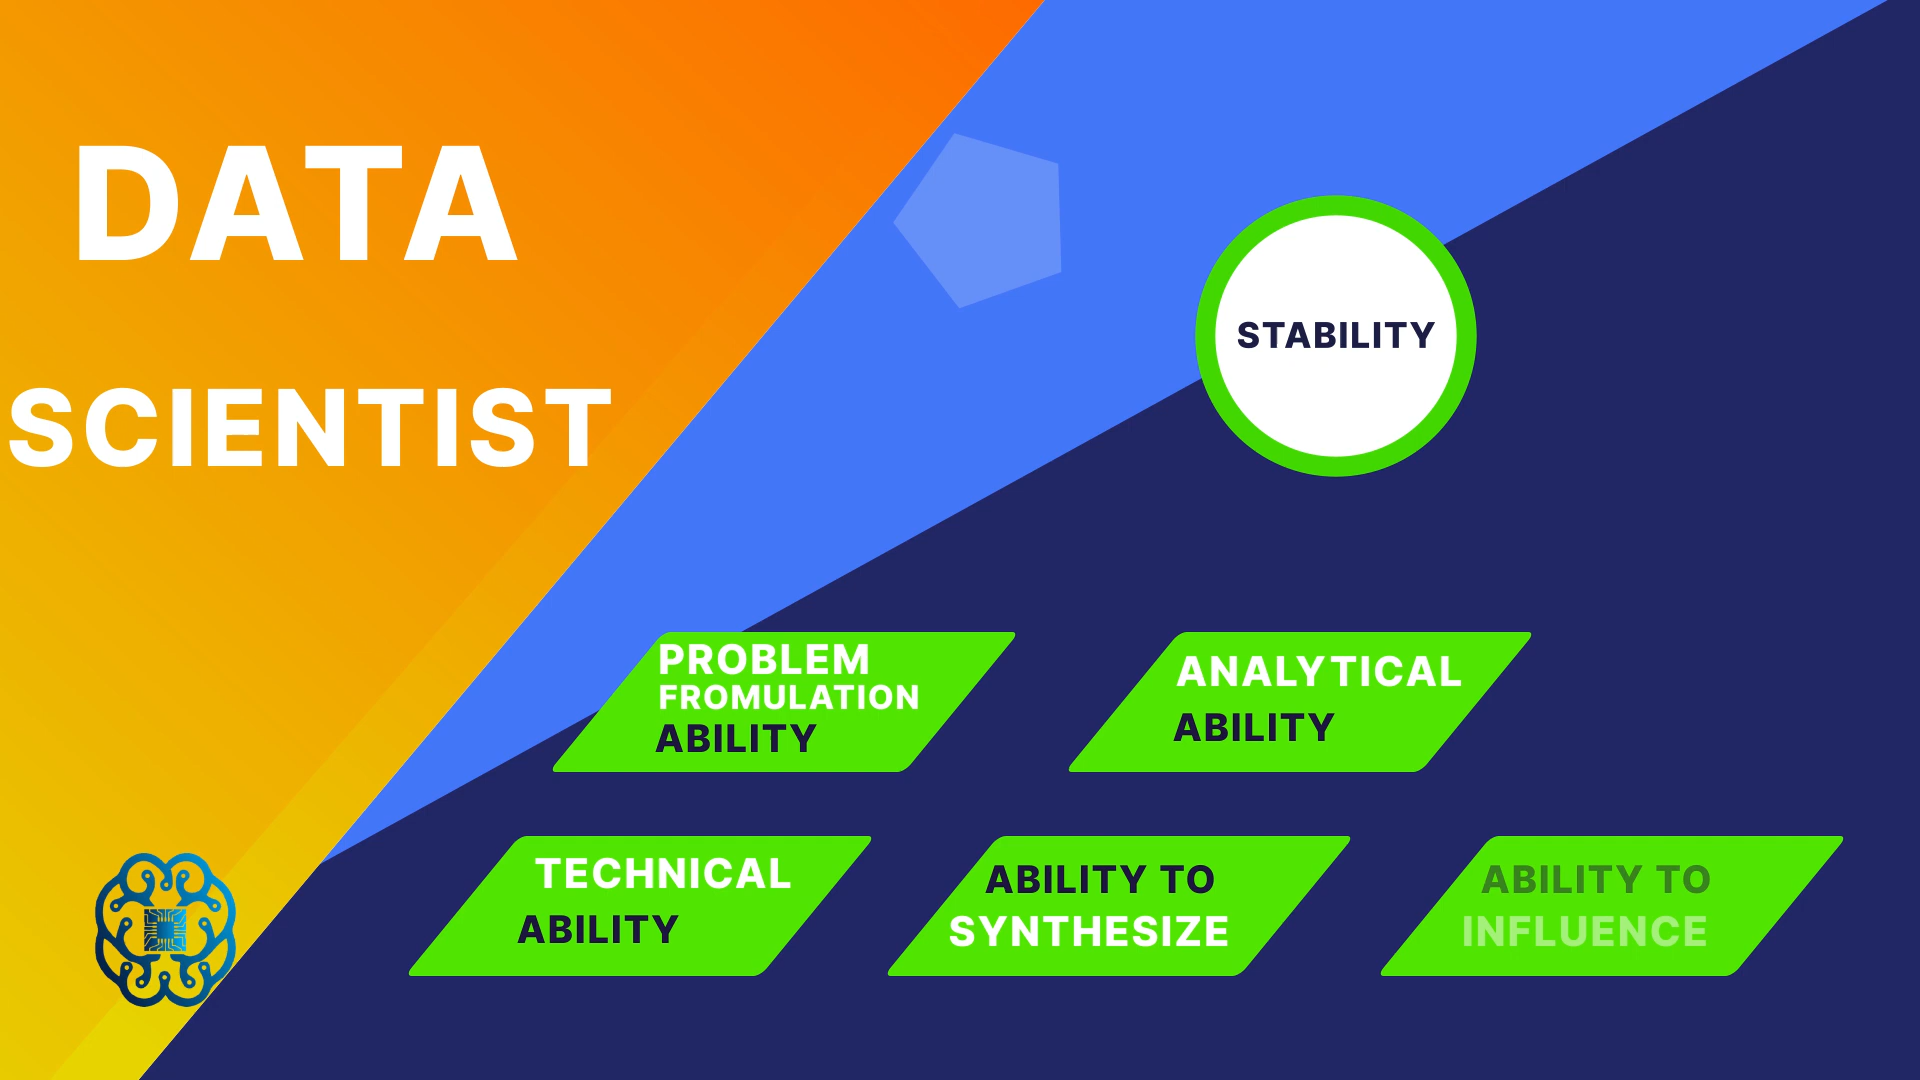 DATA
SCIENTIST
STABILITY
PROBLEM
FROMULATION
ABILITY
ANALYTICAL
ABILITY
TECHNICAL
ABILITY
ABILITY TO
SYNTHESIZE
ABILITY TO
INFLUENCE